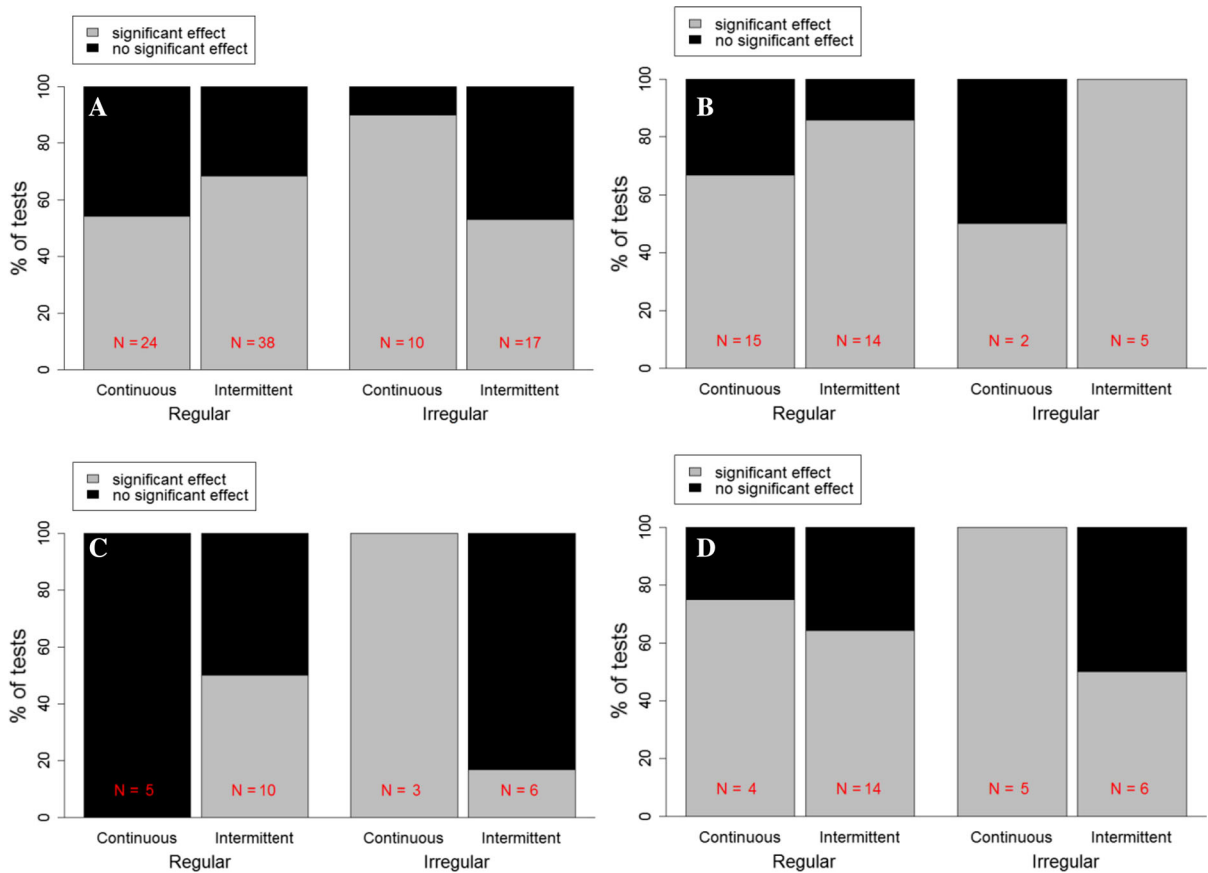 significant effect
no significant effect
A
% of tests
100
80
60
40
20
0
N = 24 N = 38 N = 10 N = 17
Continuous Intermittent Continuous Intermittent
Regular Irregular
significant effect
no significant effect
B
% of tests
100
80
60
40
20
0
N = 15 N = 14 N = 2 N = 5
Continuous Intermittent Continuous Intermittent
Regular Irregular
significant effect
no significant effect
C
% of tests
100
80
60
40
20
0
N = 5 N = 10 N = 3 N = 6
Continuous Intermittent Continuous Intermittent
Regular Irregular
significant effect
no significant effect
D
% of tests
100
80
60
40
20
0
N = 4 N = 14 N = 5 N = 6
Continuous Intermittent Continuous Intermittent
Regular Irregular